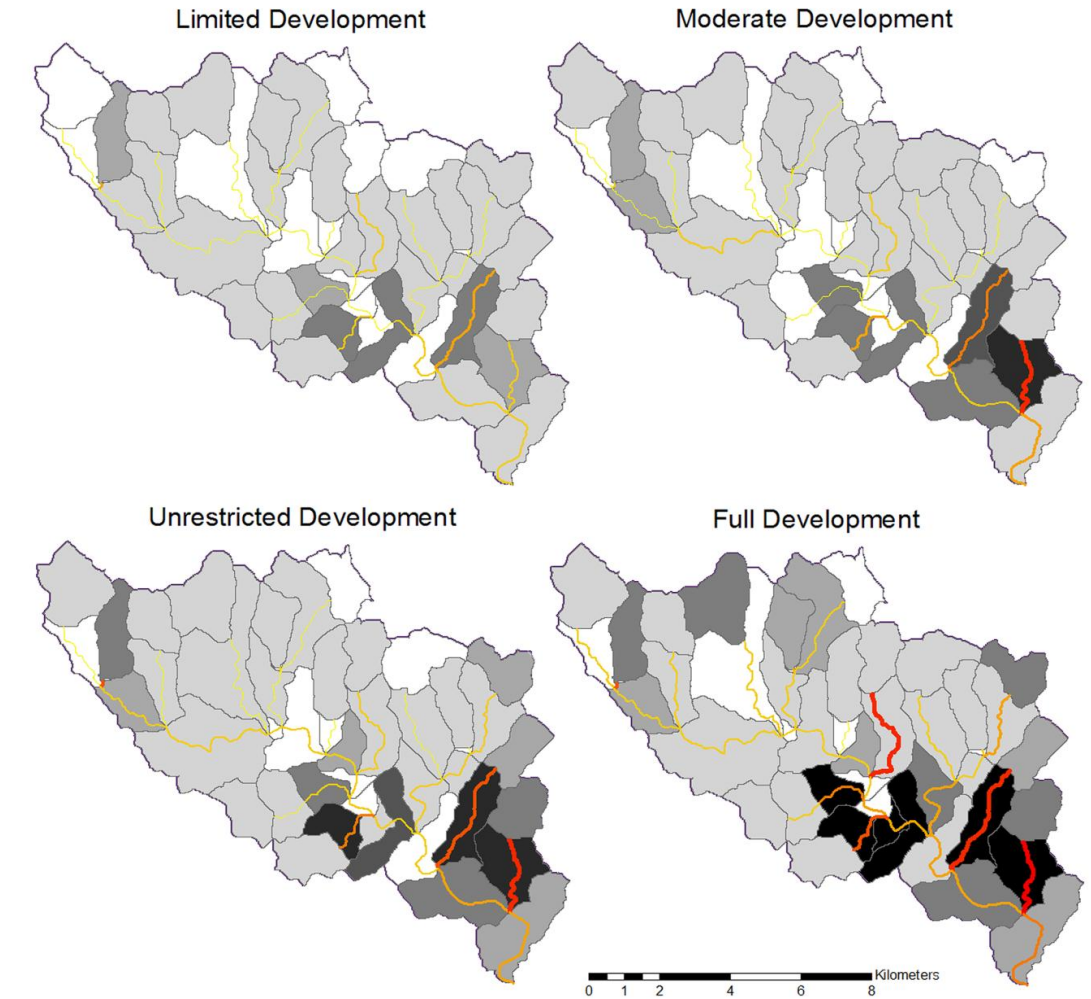 Limited Development
Moderate Development
Unrestricted Development
Full Development
Kilometers
0 1 2 4 6 8